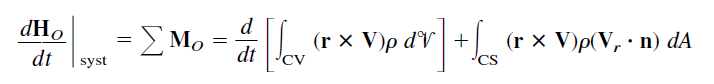 dH_O/dt |_syst = ∑ M_O = d/dt [∫_CV (r × V)ρ dV] + ∫_CS (r × V)ρ(V_r · n) dA